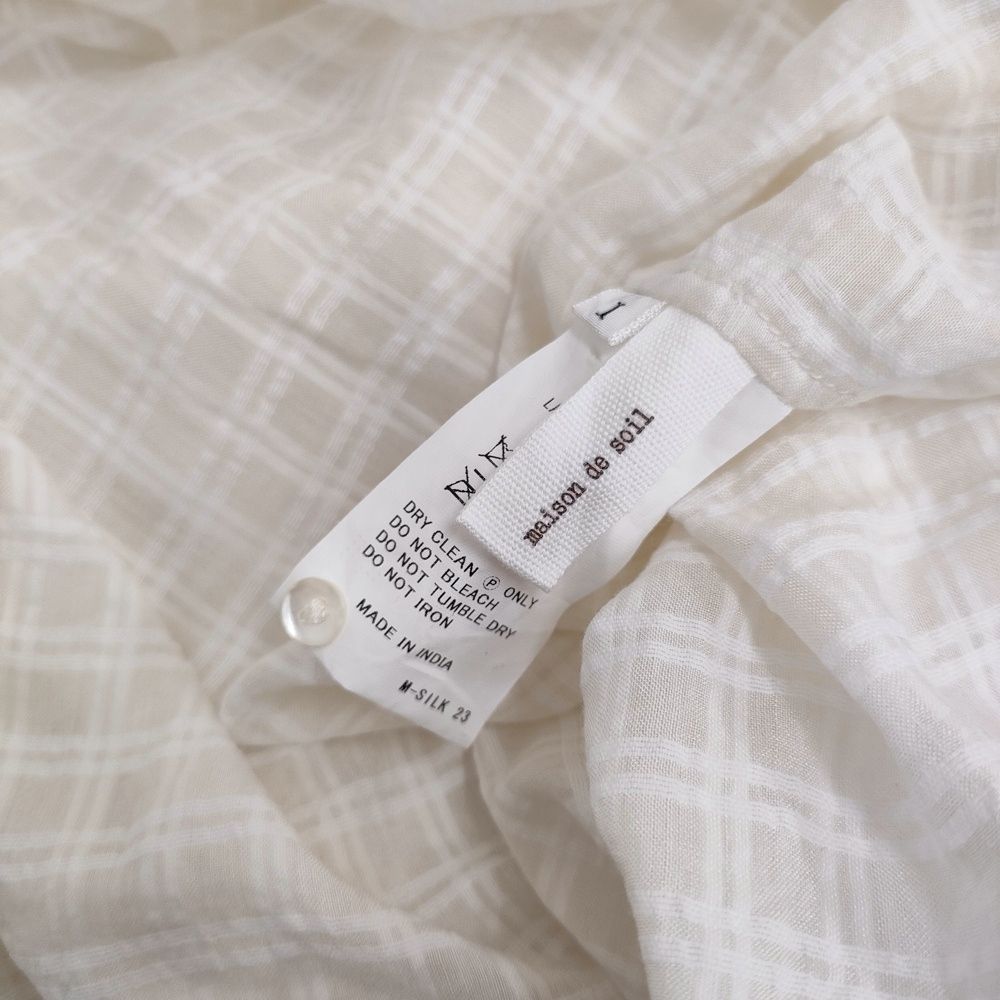 I
maison de soil
DRY CLEAN Ⓟ ONLY
DO NOT BLEACH
DO NOT TUMBLE DRY
DO NOT IRON
MADE IN INDIA
M-SILK 23